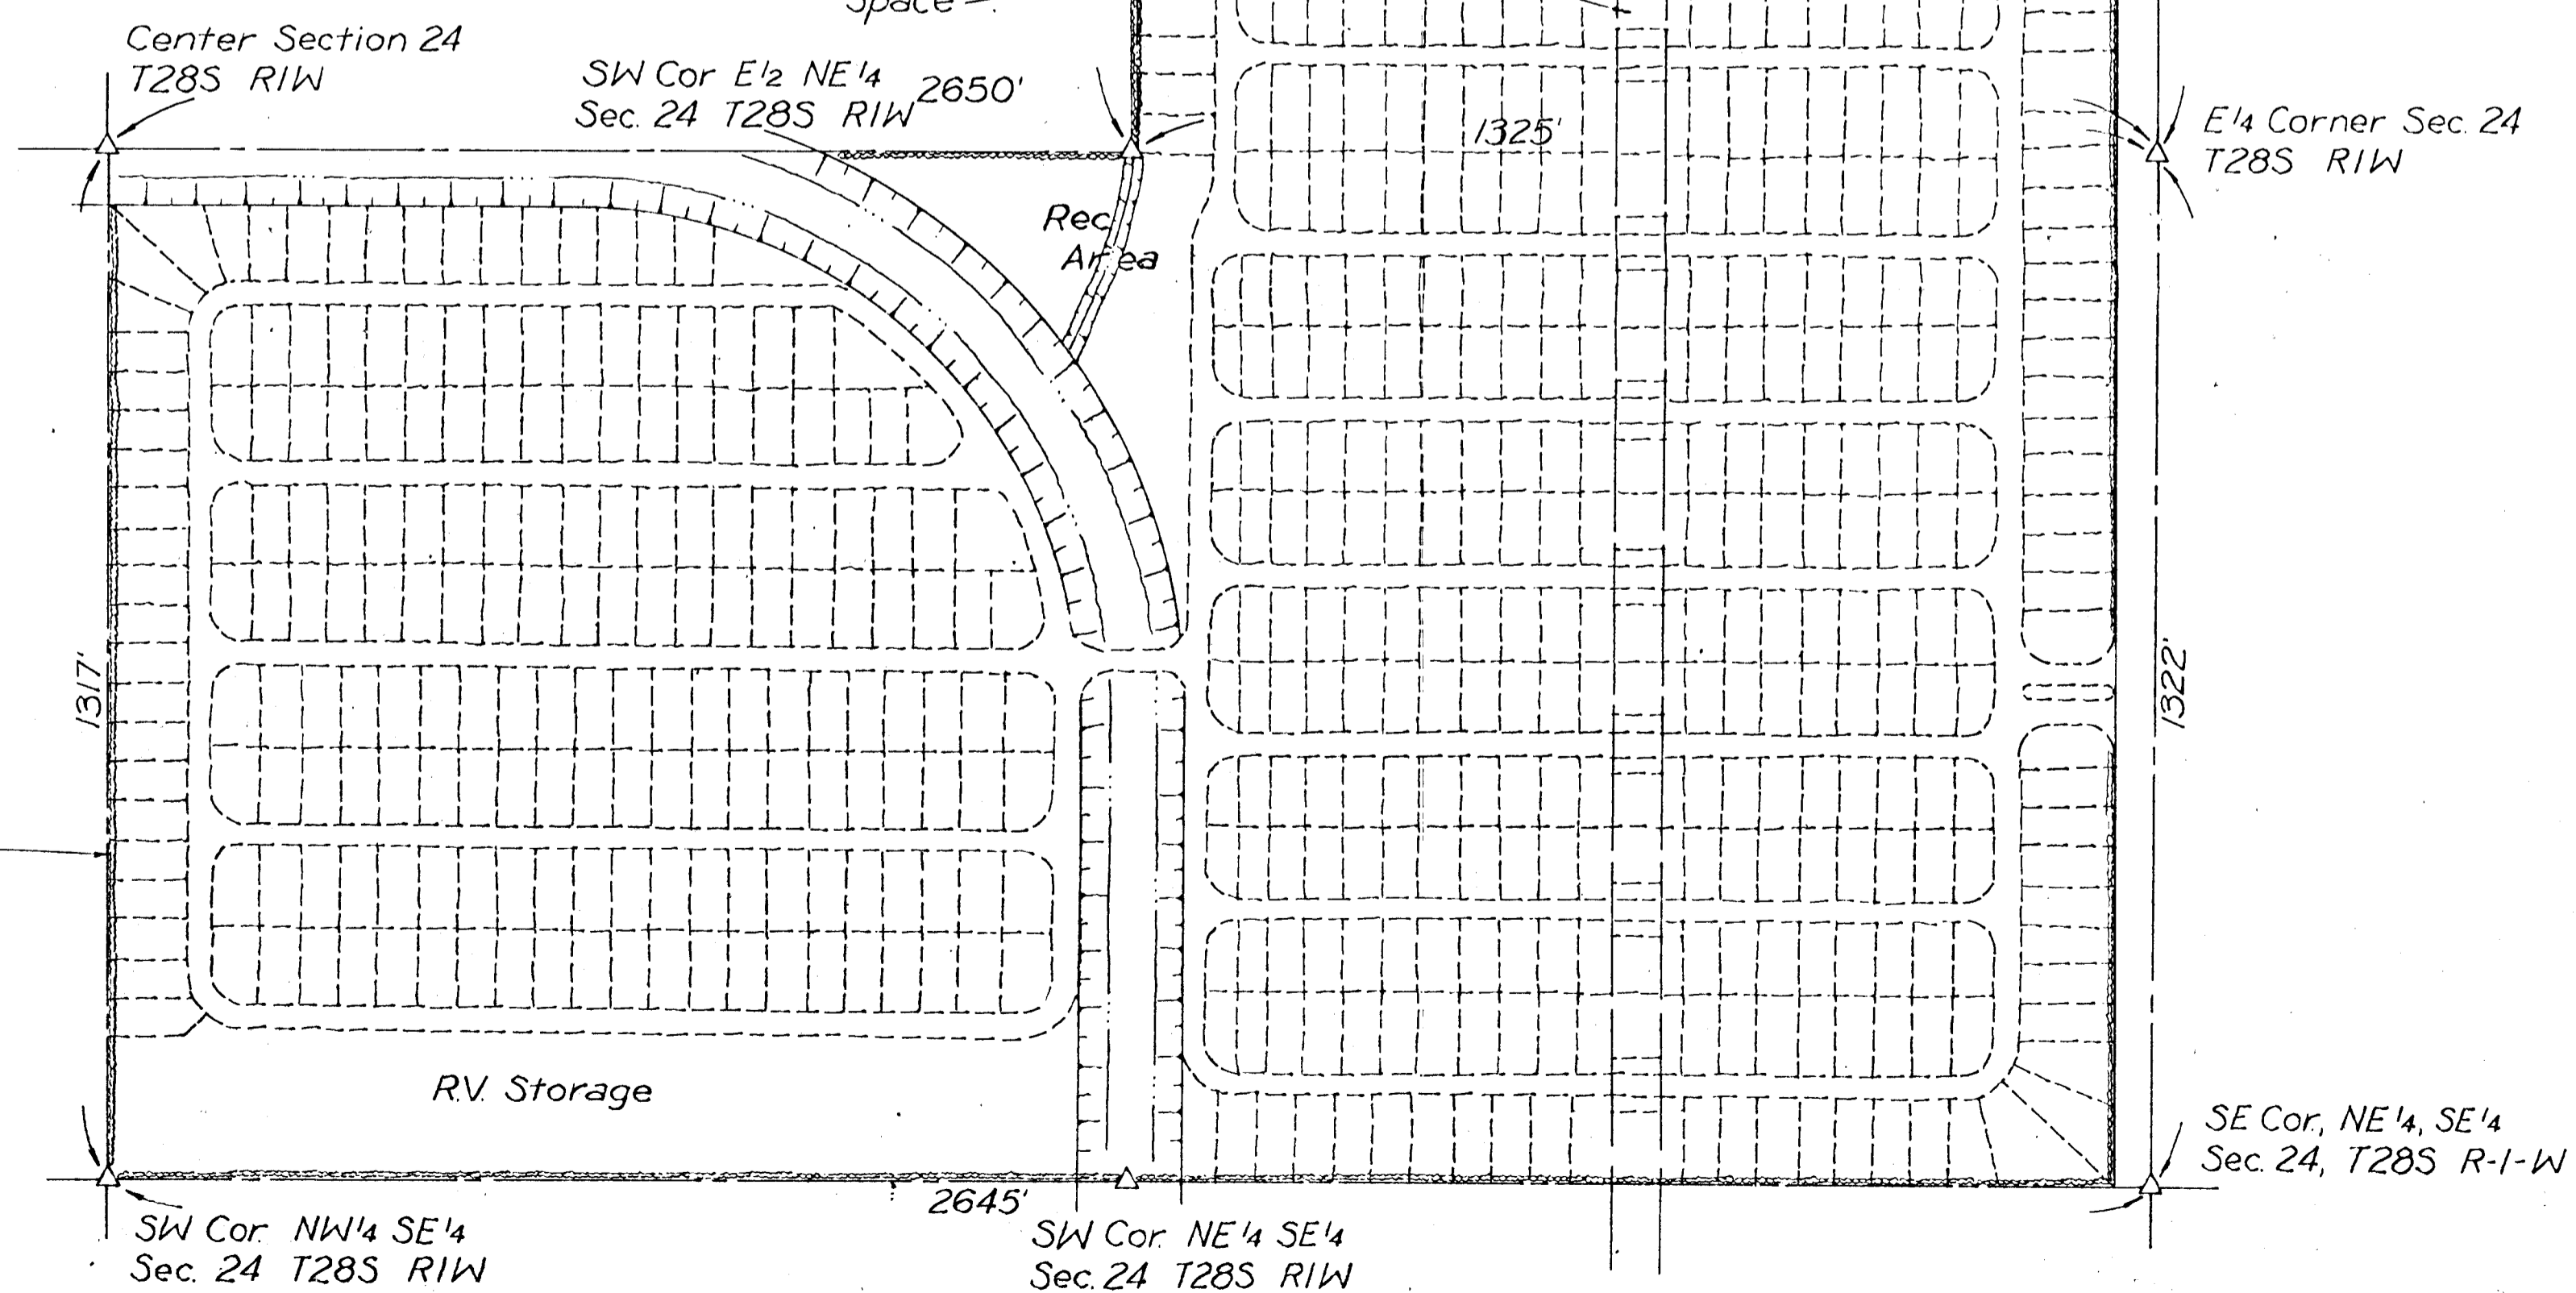 Space
Center Section 24
T28S R1W
SW Cor E1/2 NE1/4
Sec. 24 T28S R1W
2650'
1325'
E1/4 Corner Sec. 24
T28S R1W
Rec
Area
1317'
1322'
R.V. Storage
2645'
SE Cor., NE1/4, SE1/4
Sec. 24, T28S R-1-W
SW Cor. NW1/4 SE1/4
Sec. 24 T28S R1W
SW Cor. NE1/4 SE1/4
Sec. 24 T28S R1W